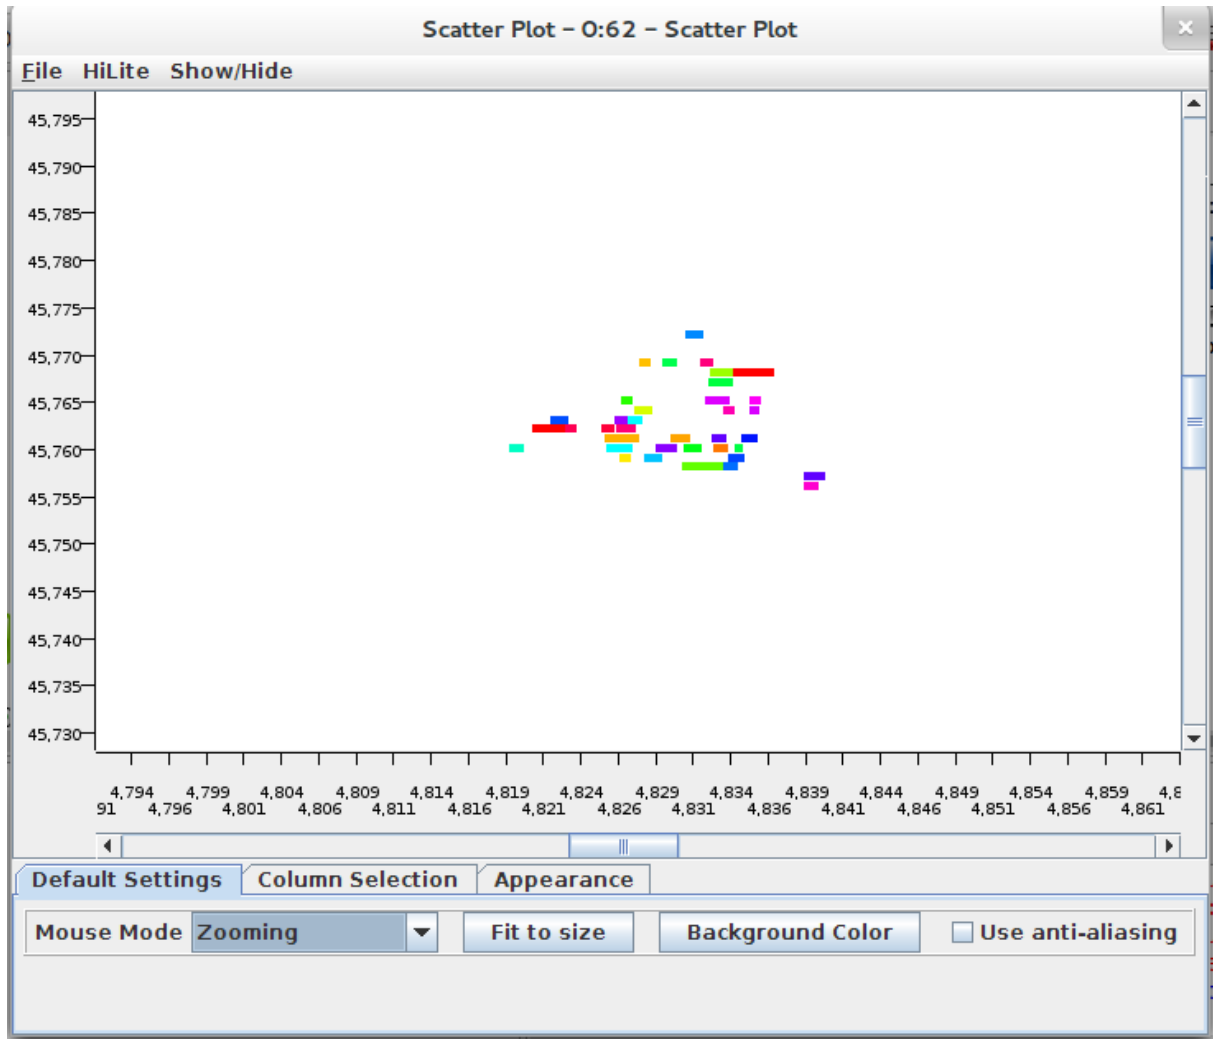 Scatter Plot – 0:62 – Scatter Plot
File HiLite Show/Hide
45,795
45,790
45,785
45,780
45,775
45,770
45,765
45,760
45,755
45,750
45,745
45,740
45,735
45,730
4,794 4,799 4,804 4,809 4,814 4,819 4,824 4,829 4,834 4,839 4,844 4,849 4,854 4,859 4,8
91 4,796 4,801 4,806 4,811 4,816 4,821 4,826 4,831 4,836 4,841 4,846 4,851 4,856 4,861
Default Settings Column Selection Appearance
Mouse Mode Zooming Fit to size Background Color Use anti-aliasing